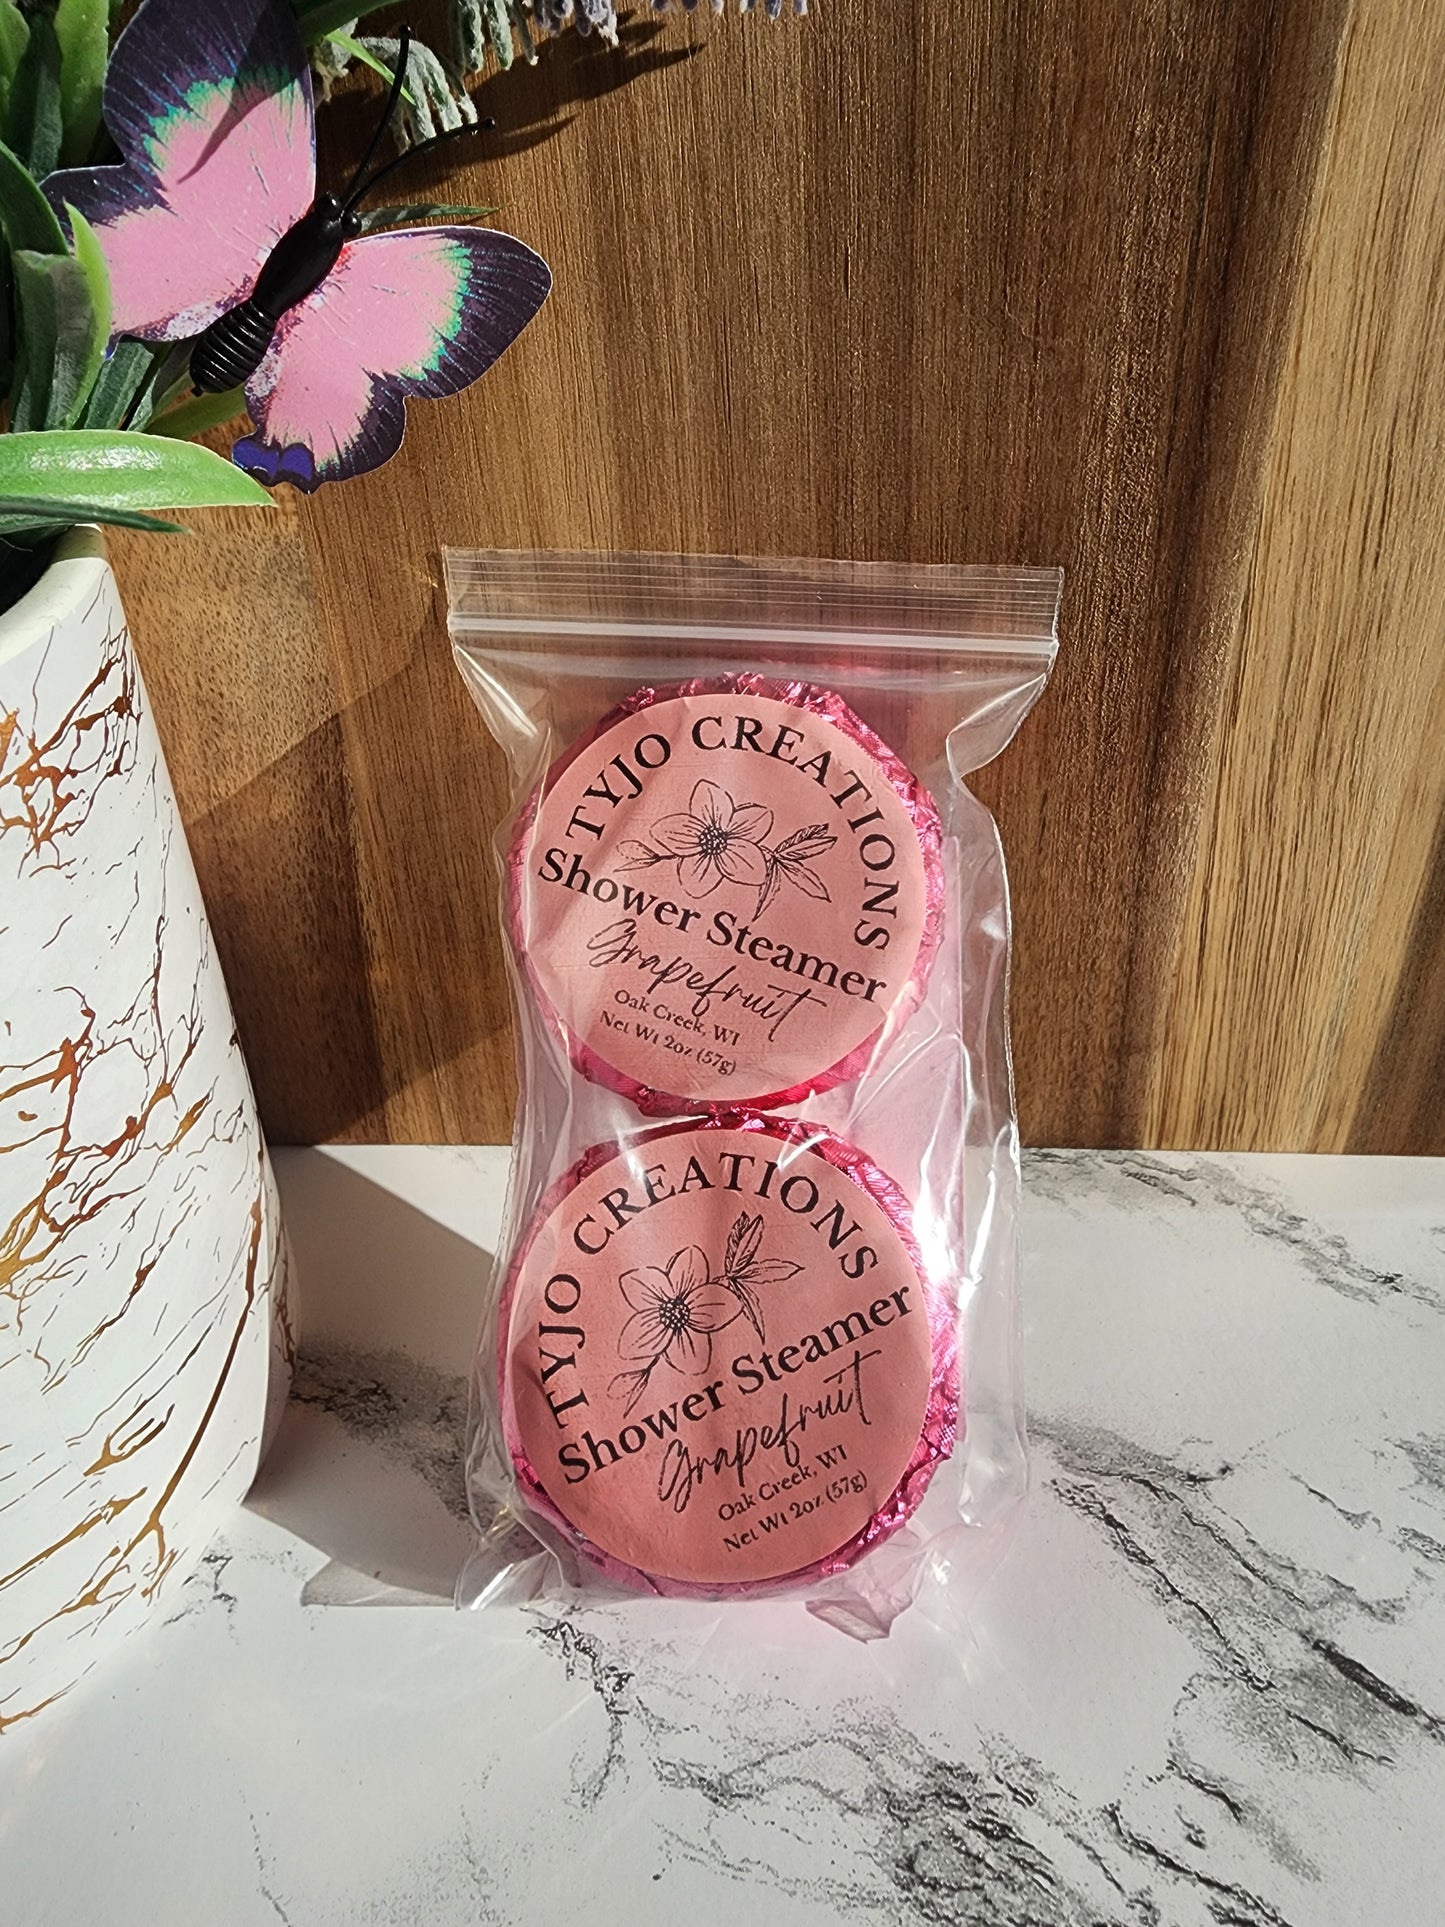 TYJO CREATIONS
Shower Steamer
Grapefruit
Oak Creek, WI
Net Wt 2oz (57g)
TYJO CREATIONS
Shower Steamer
Grapefruit
Oak Creek, WI
Net Wt 2oz (57g)